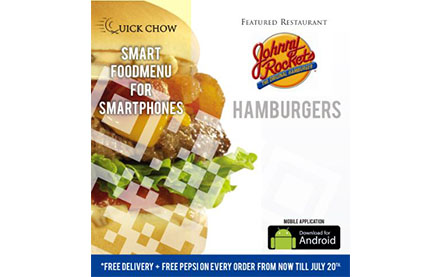 QUICK CHOW
SMART
FOODMENU
FOR
SMARTPHONES
FEATURED RESTAURANT
Johnny
Rockets
THE ORIGINAL HAMBURGER
HAMBURGERS
MOBILE APPLICATION
Download for
Android
*FREE DELIVERY + FREE PEPSI ON EVERY ORDER FROM NOW TILL JULY 20TH.